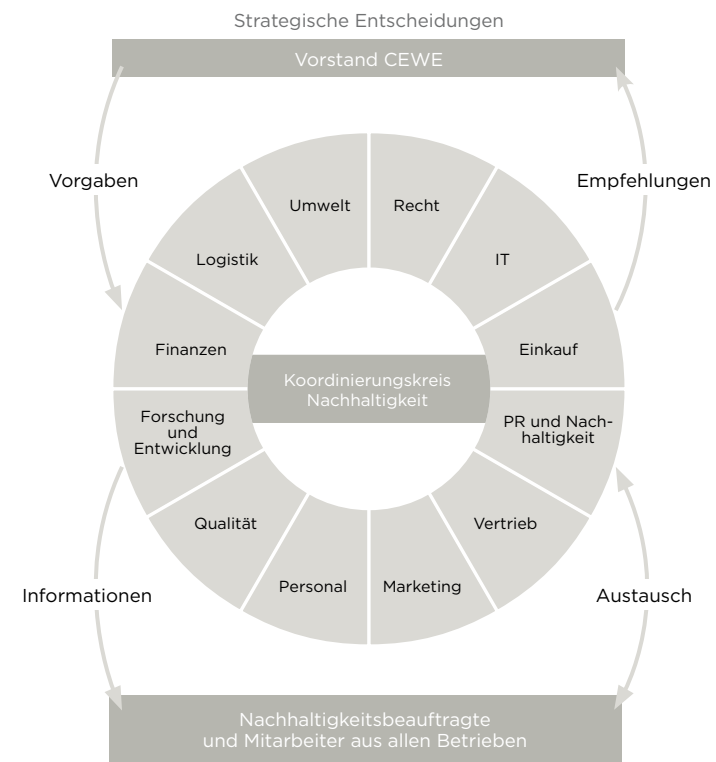 Strategische Entscheidungen
Vorstand CEWE
Vorgaben
Empfehlungen
Umwelt
Recht
Logistik
IT
Finanzen
Einkauf
Koordinierungskreis
Nachhaltigkeit
Forschung
und
Entwicklung
PR und Nach-
haltigkeit
Qualität
Vertrieb
Personal
Marketing
Informationen
Austausch
Nachhaltigkeitsbeauftragte
und Mitarbeiter aus allen Betrieben